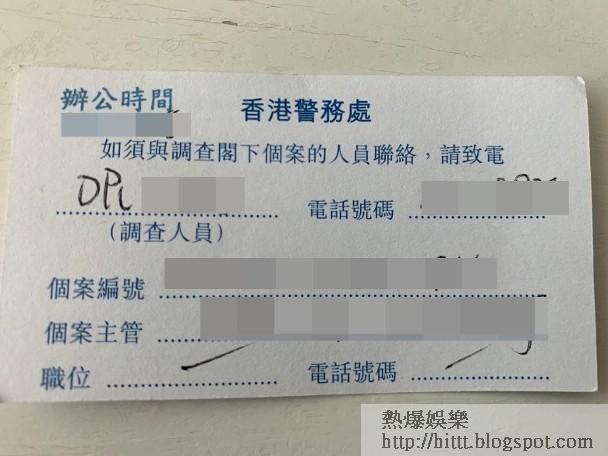 辦公時間
香港警務處
如須與調查閣下個案的人員聯絡，請致電
DPC 電話號碼
(調查人員)
個案編號
個案主管
職位 電話號碼
熱爆娛樂
http://hittt.blogspot.com